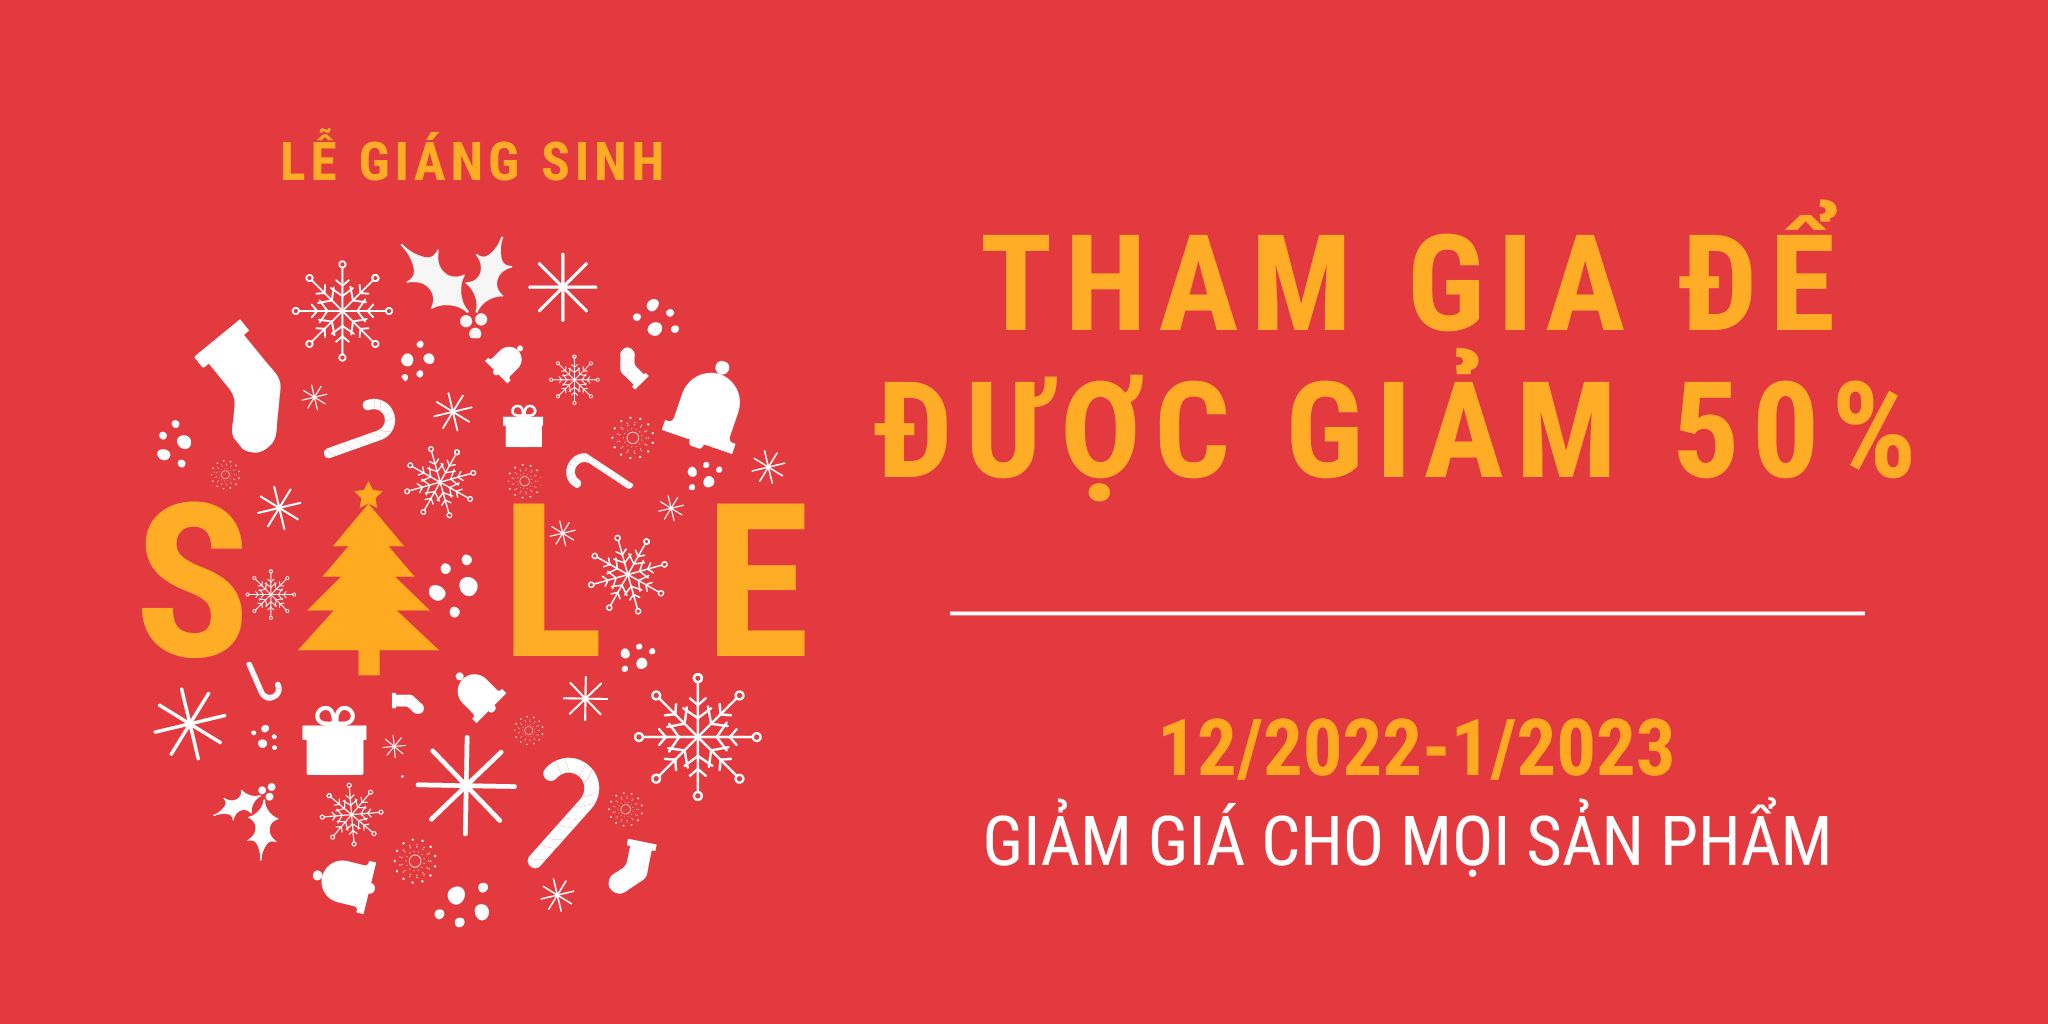 LỄ GIÁNG SINH
SALE
THAM GIA ĐỂ
ĐƯỢC GIẢM 50%
12/2022-1/2023
GIẢM GIÁ CHO MỌI SẢN PHẨM